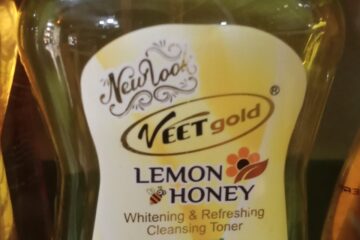 New Look
VEET gold®
LEMON
HONEY
Whitening & Refreshing
Cleansing Toner